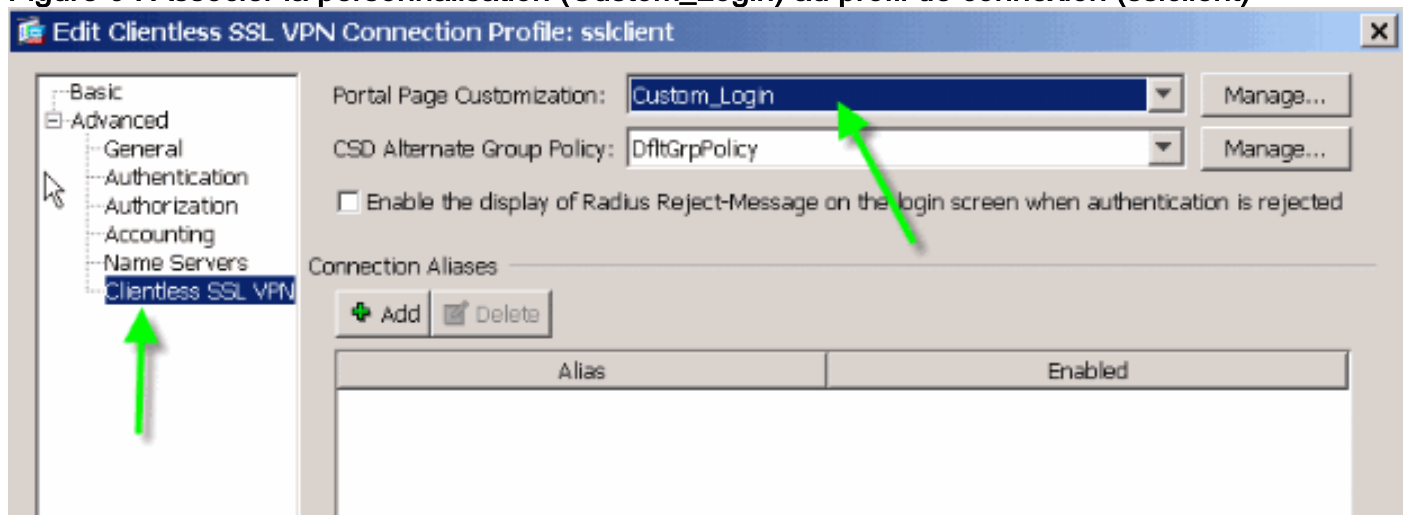 Edit Clientless SSL VPN Connection Profile: sslclient
Basic
Advanced
General
Authentication
Authorization
Accounting
Name Servers
Clientless SSL VPN
Portal Page Customization: Custom_Login Manage...
CSD Alternate Group Policy: DfltGrpPolicy Manage...
Enable the display of Radius Reject-Message on the login screen when authentication is rejected
Connection Aliases
Add Delete
Alias Enabled